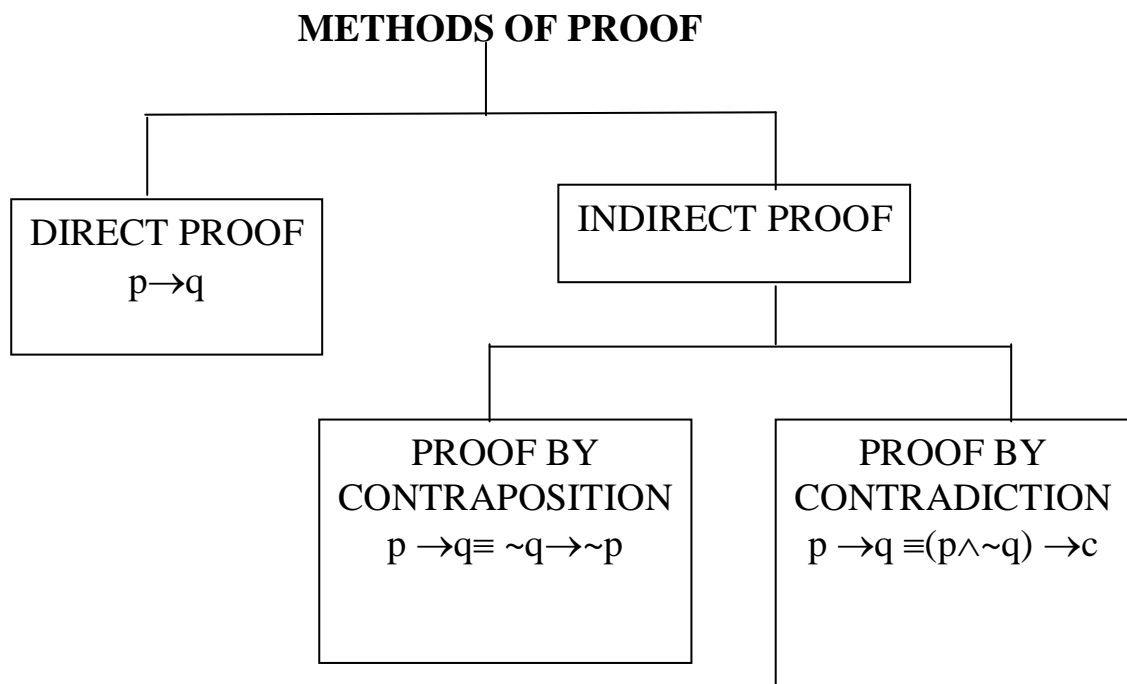 METHODS OF PROOF
DIRECT PROOF
p→q
INDIRECT PROOF
PROOF BY
CONTRAPOSITION
p →q≡ ~q→~p
PROOF BY
CONTRADICTION
p →q ≡(p∧~q) →c